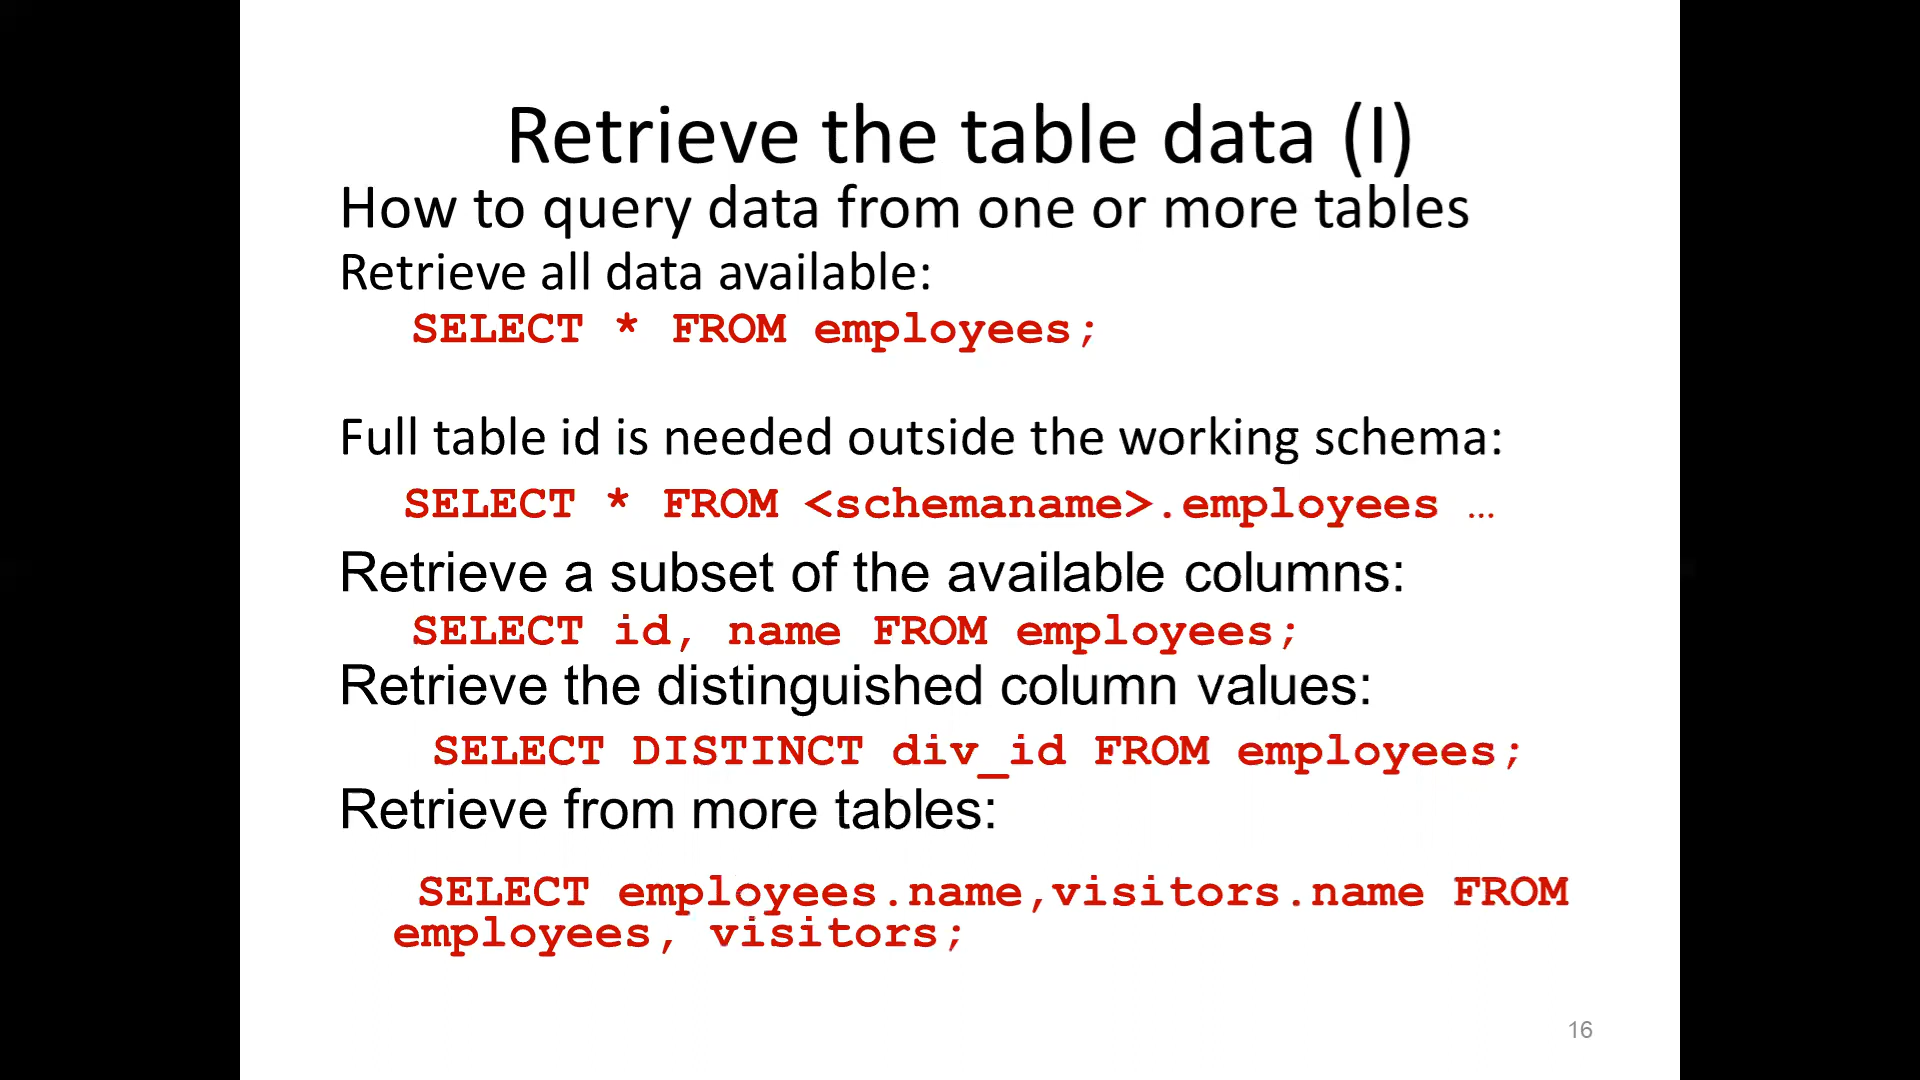 Retrieve the table data (I)
How to query data from one or more tables
Retrieve all data available:
SELECT * FROM employees;
Full table id is needed outside the working schema:
SELECT * FROM <schemaname>.employees …
Retrieve a subset of the available columns:
SELECT id, name FROM employees;
Retrieve the distinguished column values:
SELECT DISTINCT div_id FROM employees;
Retrieve from more tables:
SELECT employees.name,visitors.name FROM
employees, visitors;
16